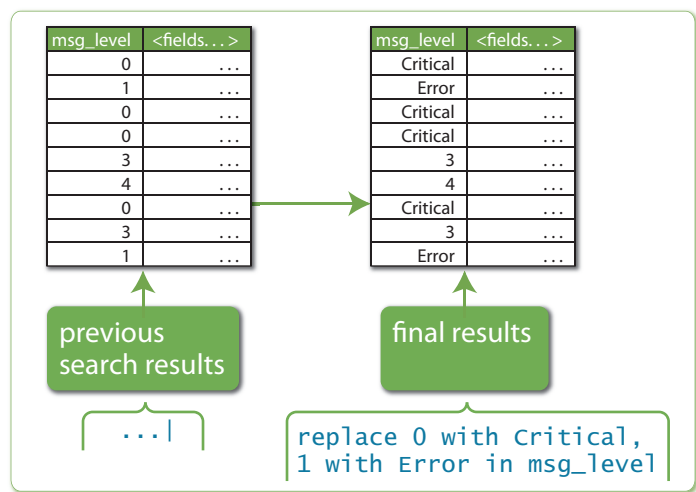 msg_level <fields...> msg_level <fields...>
0 ... Critical ...
1 ... Error ...
0 ... Critical ...
0 ... Critical ...
3 ... 3 ...
4 ... 4 ...
0 ... Critical ...
3 ... 3 ...
1 ... Error ...
previous
search results
final results
...|
replace 0 with Critical,
1 with Error in msg_level